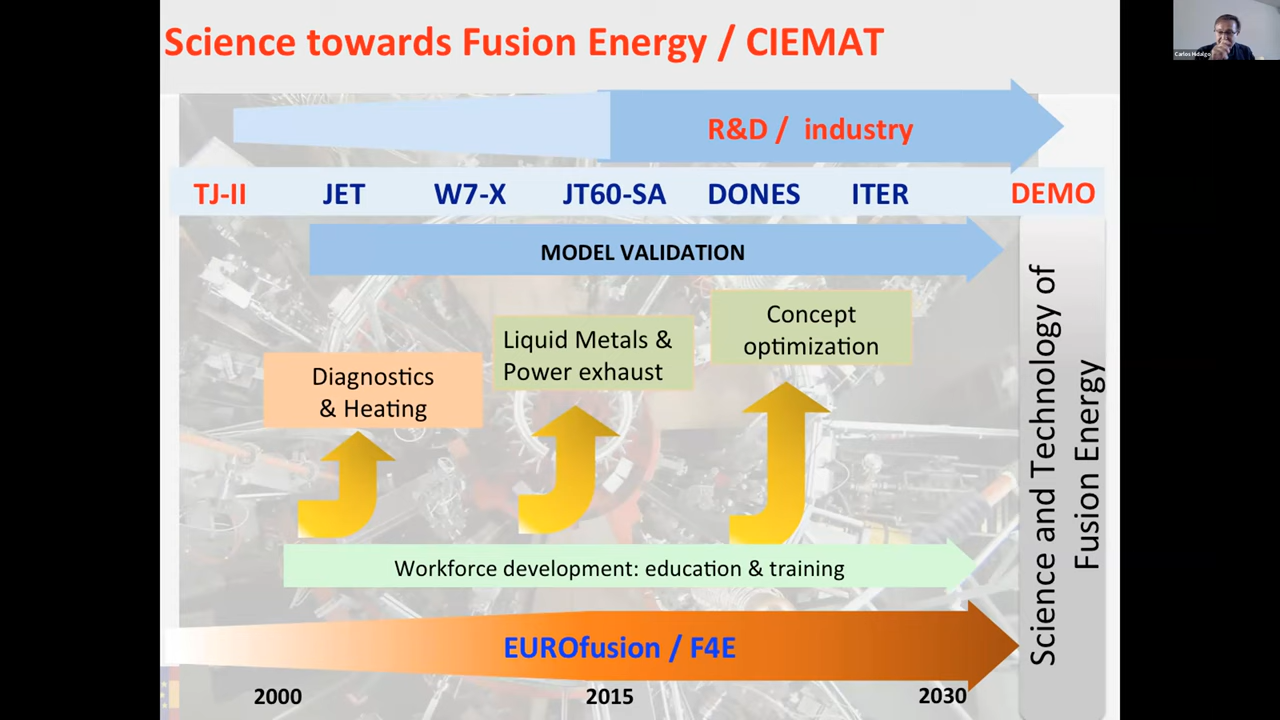 Science towards Fusion Energy / CIEMAT
Carlos Hidalgo
R&D / industry
TJ-II JET W7-X JT60-SA DONES ITER DEMO
MODEL VALIDATION
Concept
optimization
Liquid Metals &
Power exhaust
Diagnostics
& Heating
Science and Technology of
Fusion Energy
Workforce development: education & training
EUROfusion / F4E
2000 2015 2030